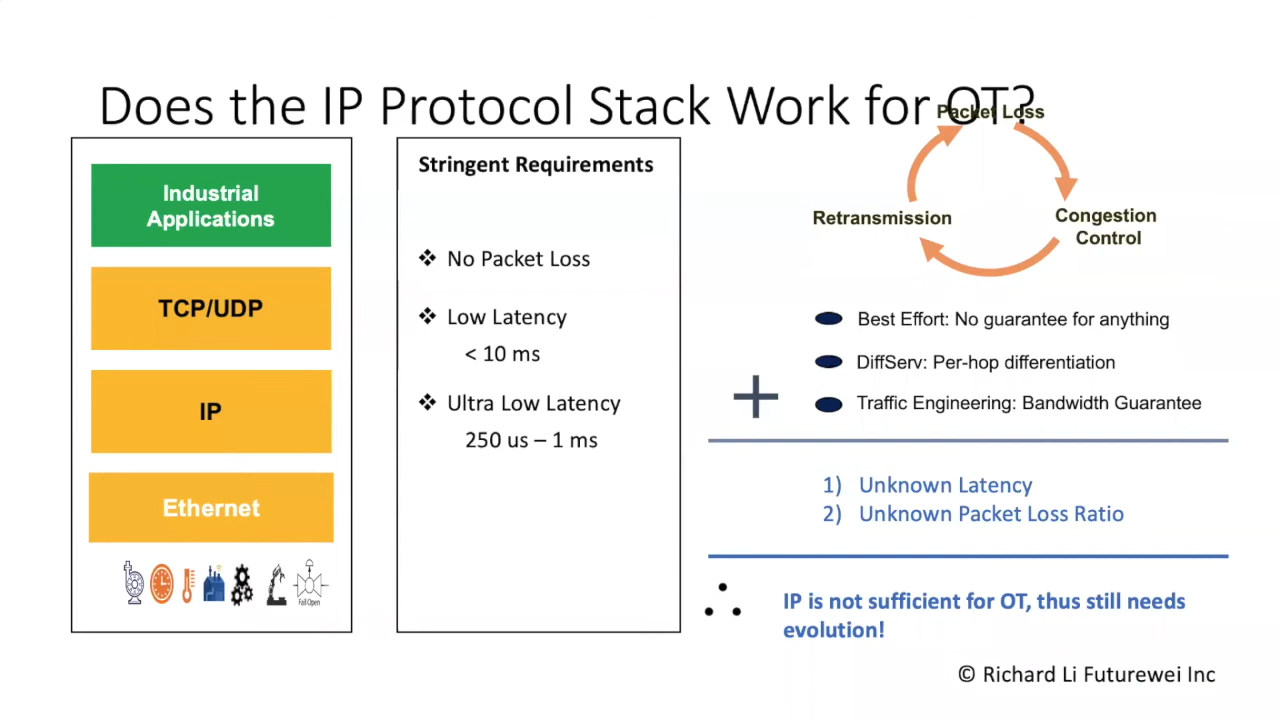 Does the IP Protocol Stack Work for OT?
Industrial
Applications
TCP/UDP
IP
Ethernet
Fail Open
Stringent Requirements
❖ No Packet Loss
❖ Low Latency
< 10 ms
❖ Ultra Low Latency
250 us – 1 ms
Packet Loss
Retransmission
Congestion
Control
Best Effort: No guarantee for anything
DiffServ: Per-hop differentiation
+
Traffic Engineering: Bandwidth Guarantee
1) Unknown Latency
2) Unknown Packet Loss Ratio
∴ IP is not sufficient for OT, thus still needs
evolution!
© Richard Li Futurewei Inc